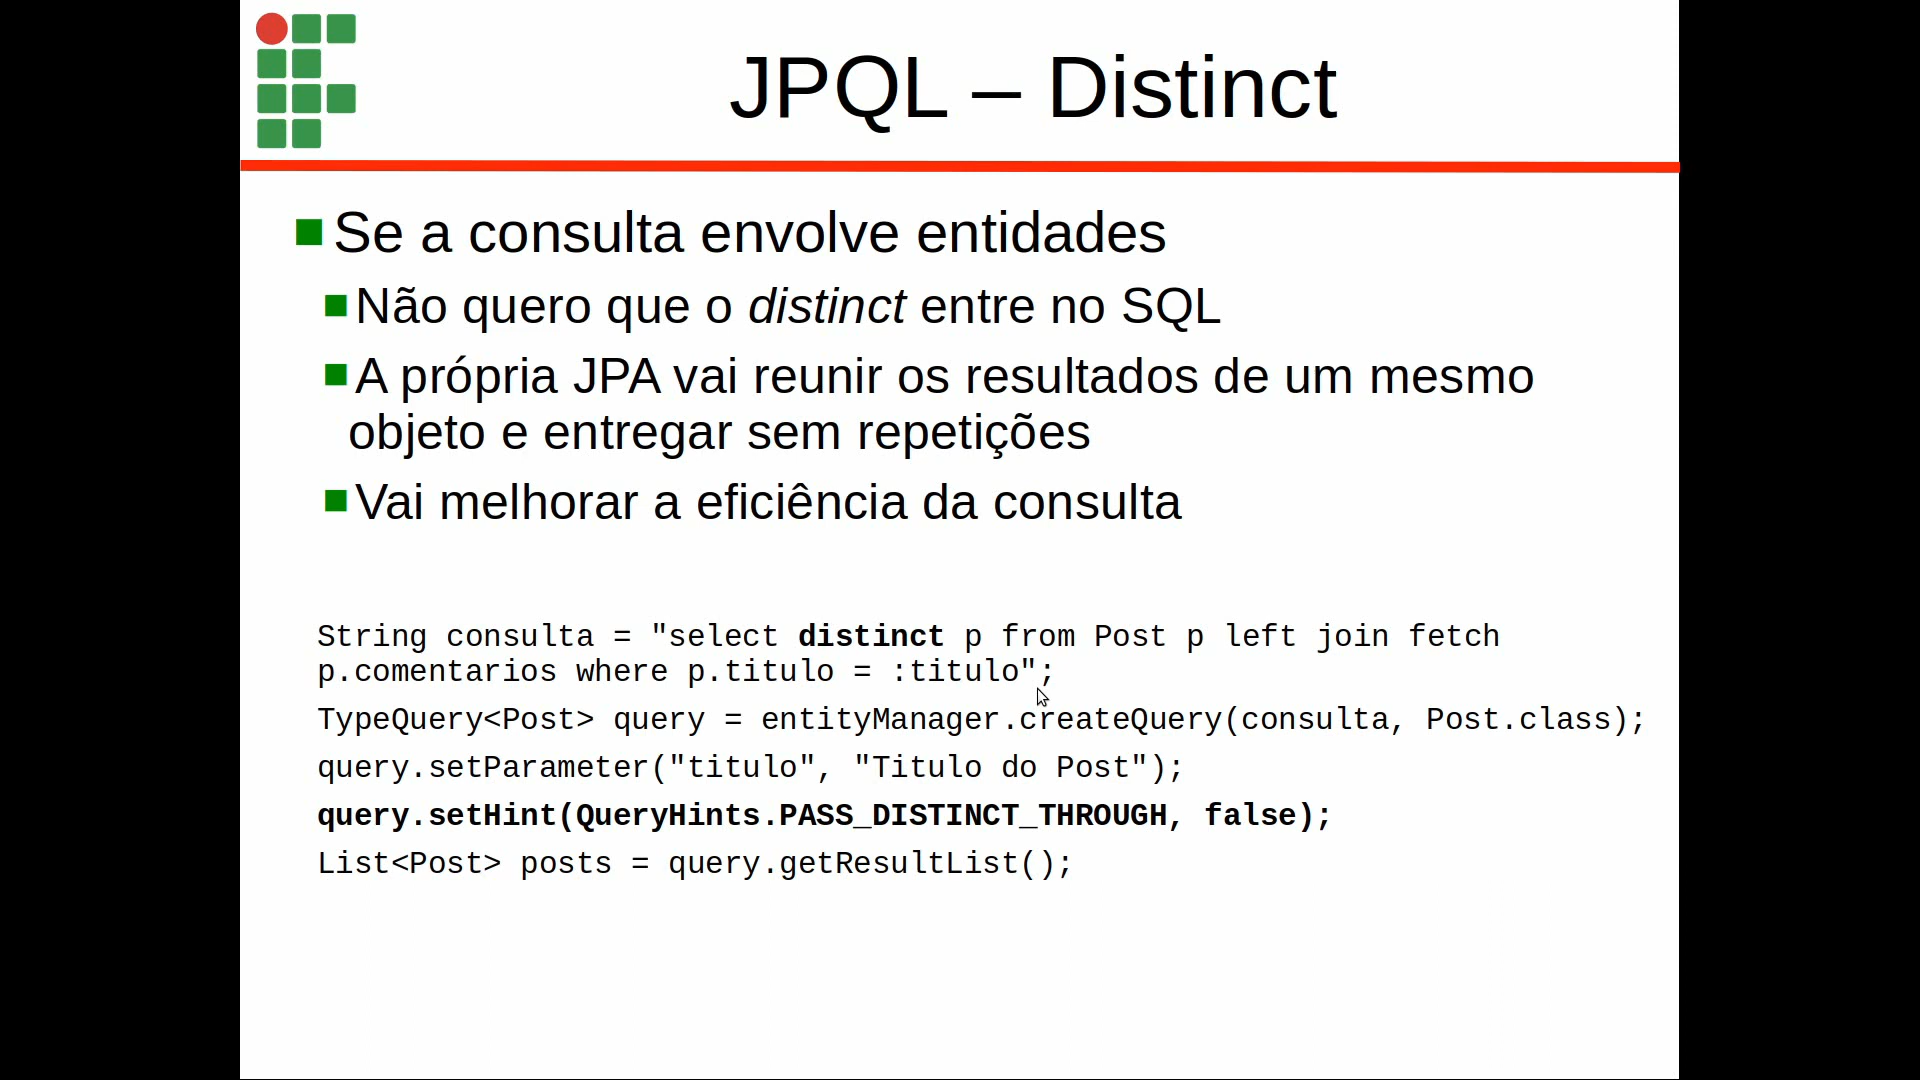 JPQL – Distinct
Se a consulta envolve entidades
Não quero que o distinct entre no SQL
A própria JPA vai reunir os resultados de um mesmo
objeto e entregar sem repetições
Vai melhorar a eficiência da consulta
String consulta = "select distinct p from Post p left join fetch
p.comentarios where p.titulo = :titulo";
TypeQuery<Post> query = entityManager.createQuery(consulta, Post.class);
query.setParameter("titulo", "Titulo do Post");
query.setHint(QueryHints.PASS_DISTINCT_THROUGH, false);
List<Post> posts = query.getResultList();